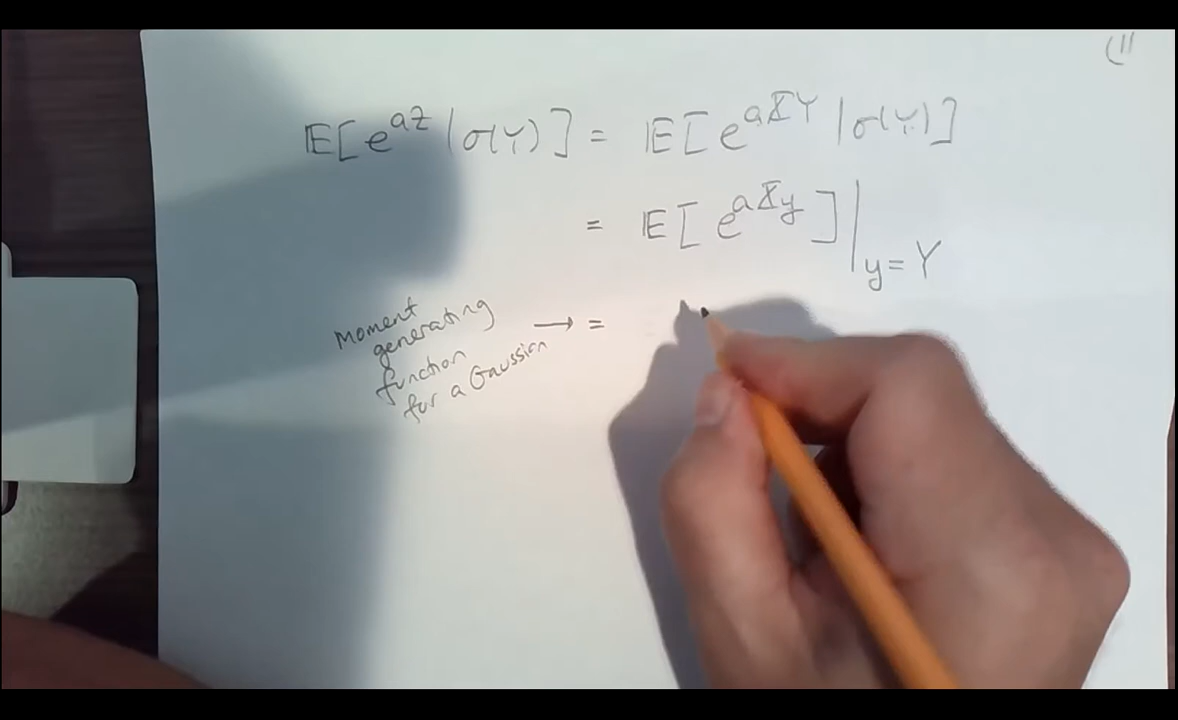 (11
𝔼[e^{aZ} | σ(Y)] = 𝔼[e^{aXY} | σ(Y)]
= 𝔼[e^{aXy}]|_{y=Y}
Moment
generating
function
for a Gaussian → =